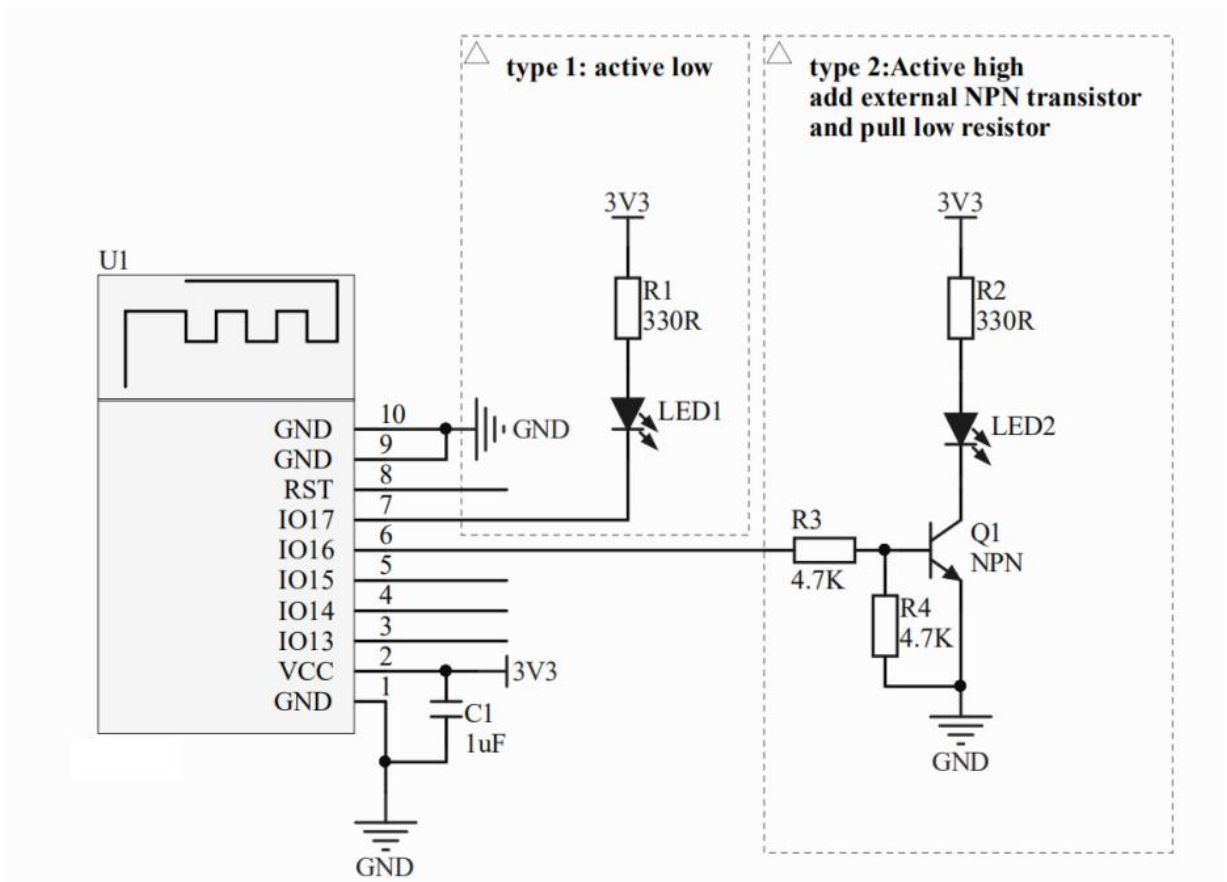 type 1: active low
type 2:Active high
add external NPN transistor
and pull low resistor
3V3
3V3
U1
R1
330R
R2
330R
LED1
LED2
GND
10
GND
GND
9
RST
8
IO17
7
IO16
6
IO15
5
IO14
4
IO13
3
VCC
2
3V3
GND
1
C1
1uF
GND
R3
4.7K
Q1
NPN
R4
4.7K
GND